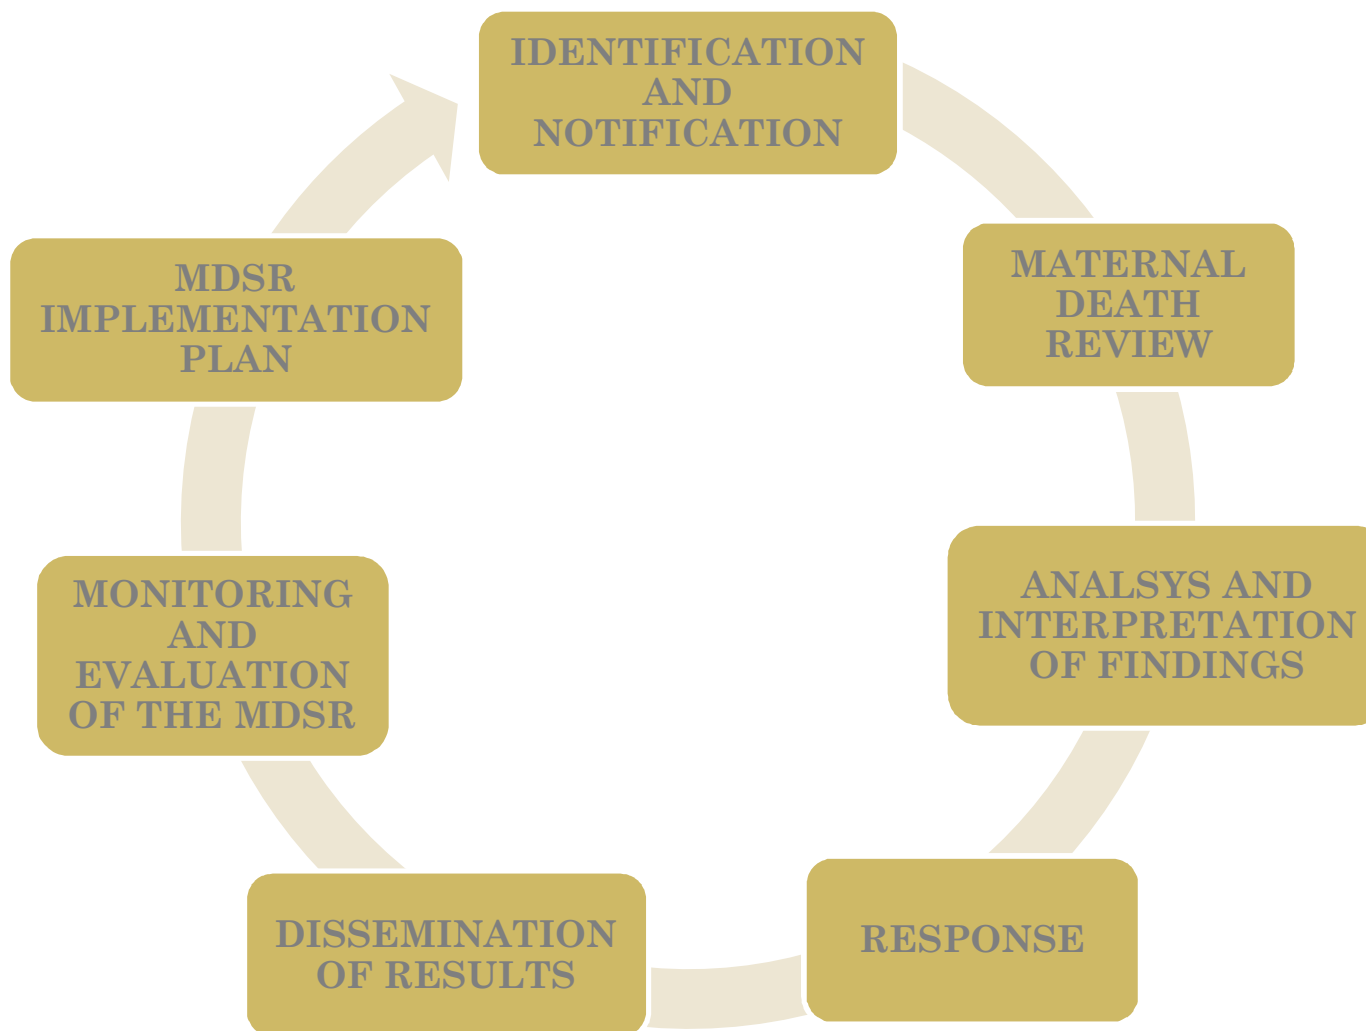 IDENTIFICATION
AND
NOTIFICATION
MATERNAL
DEATH
REVIEW
ANALSYS AND
INTERPRETATION
OF FINDINGS
RESPONSE
DISSEMINATION
OF RESULTS
MONITORING
AND
EVALUATION
OF THE MDSR
MDSR
IMPLEMENTATION
PLAN